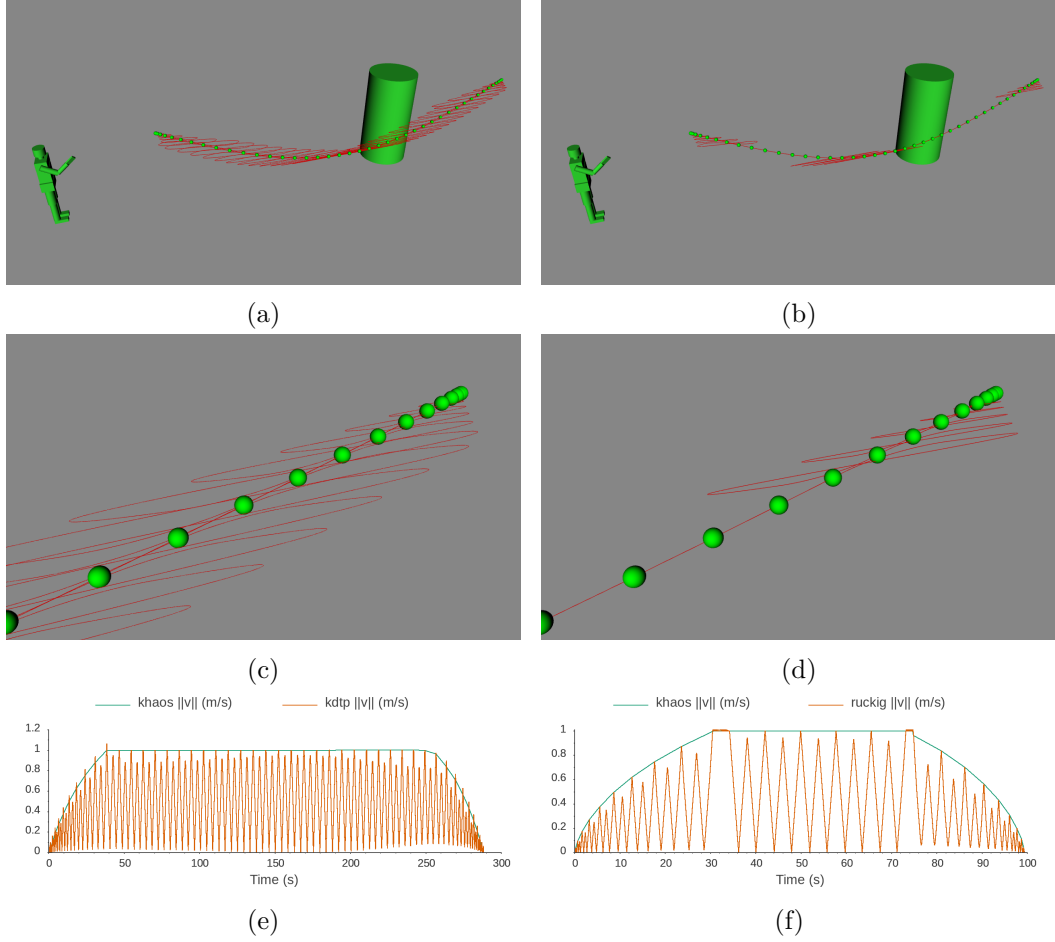 (a)
(b)
(c)
(d)
khaos ||v|| (m/s) kdtp ||v|| (m/s)
1.2
1
0.8
0.6
0.4
0.2
0
0 50 100 150 200 250 300
Time (s)
(e)
khaos ||v|| (m/s) ruckig ||v|| (m/s)
1
0.8
0.6
0.4
0.2
0
0 10 20 30 40 50 60 70 80 90 100
Time (s)
(f)